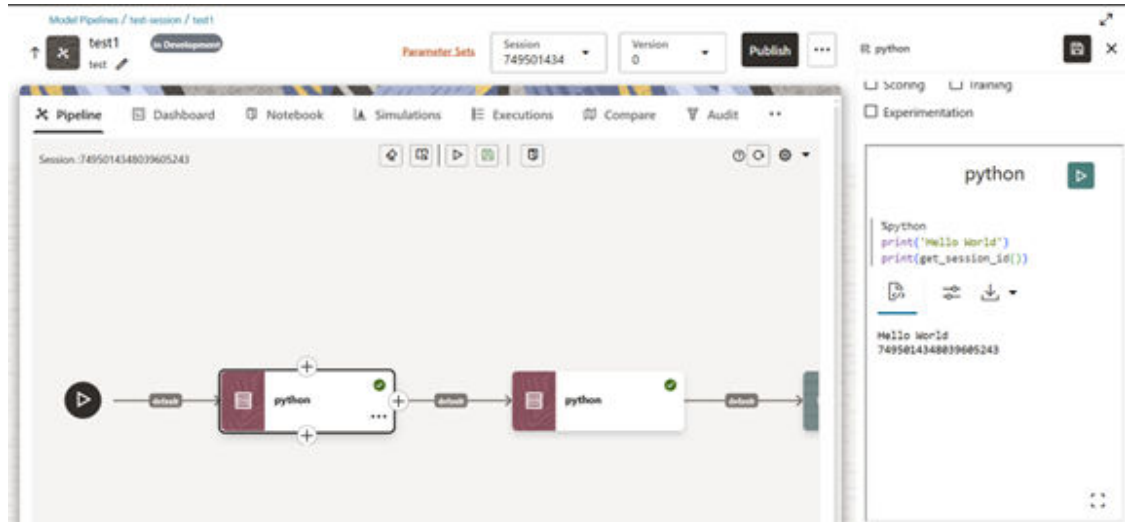 Model Pipelines / test-session / test1
test1
In Development
test
Parameter Sets
Session
749501434
Version
0
Publish
Pipeline
Dashboard
Notebook
Simulations
Executions
Compare
Audit
Session :7495014348039605243
default
python
default
python
default
python
Scoring
Training
Experimentation
python
%python
print('Hello World')
print(get_session_id())
Hello World
7495014348039605243